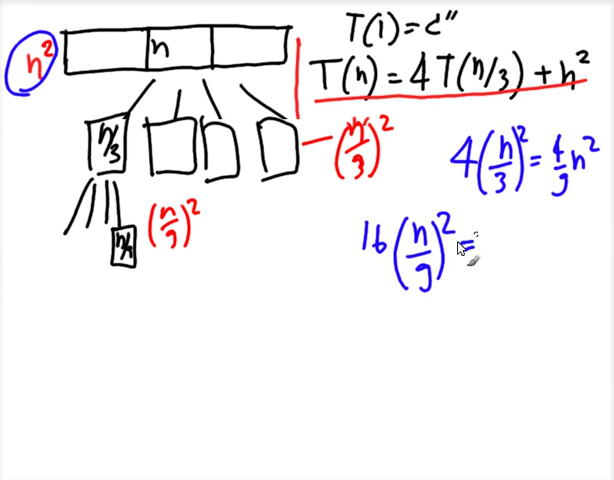 T(1) = c"
n²
n
T(n) = 4T(n/3) + n²
n/3
(n/3)²
4(n/3)² = 4/9 n²
(n/9)²
16(n/9)² =